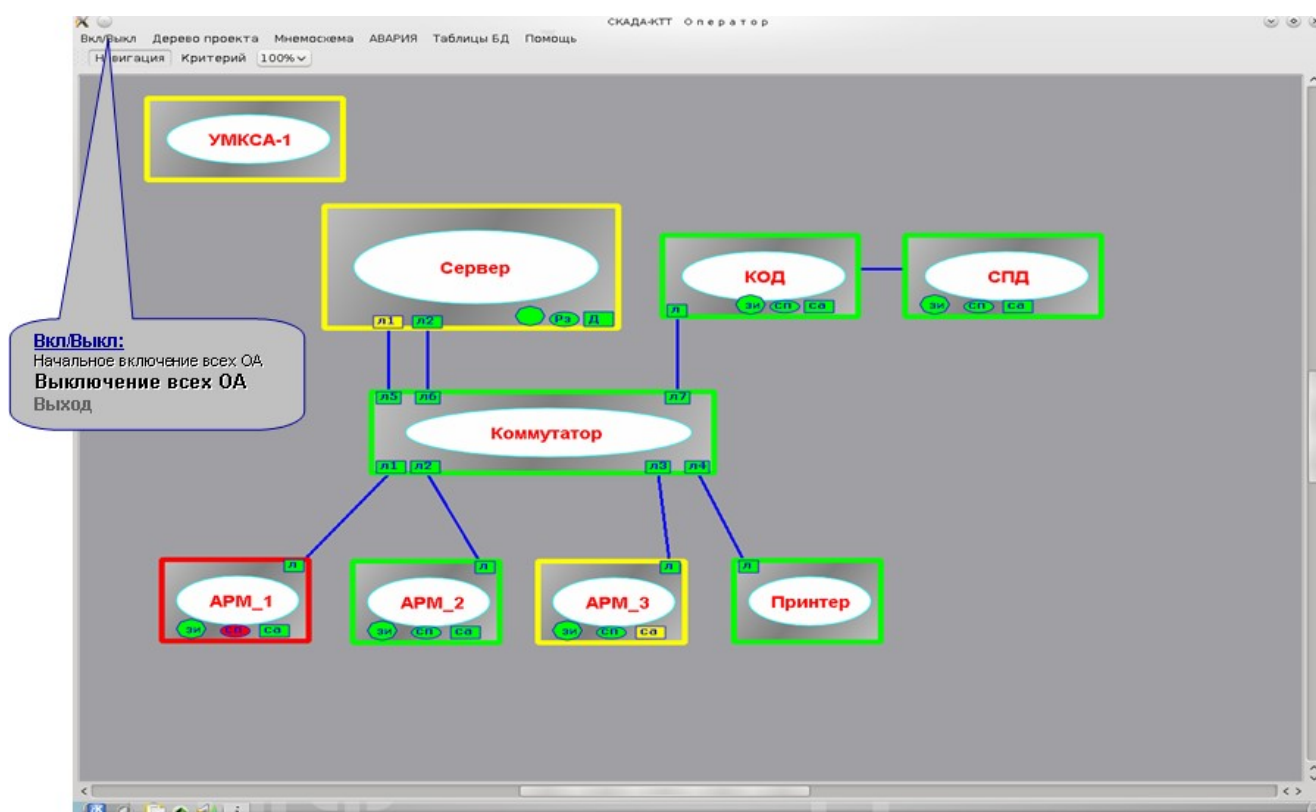 СКАДА-КТТ Оператор
Вкл/Выкл Дерево проекта Мнемосхема АВАРИЯ Таблицы БД Помощь
Навигация Критерий 100%
УМКСА-1
Сервер
л1 л2 Рз Д
КОД
л зи сп са
СПД
зи сп са
Вкл/Выкл:
Начальное включение всех ОА
Выключение всех ОА
Выход
л5 л6 л7
Коммутатор
л1 л2 л3 л4
л
АРМ_1
зи сп са
л
АРМ_2
зи сп са
л
АРМ_3
зи сп са
л
Принтер